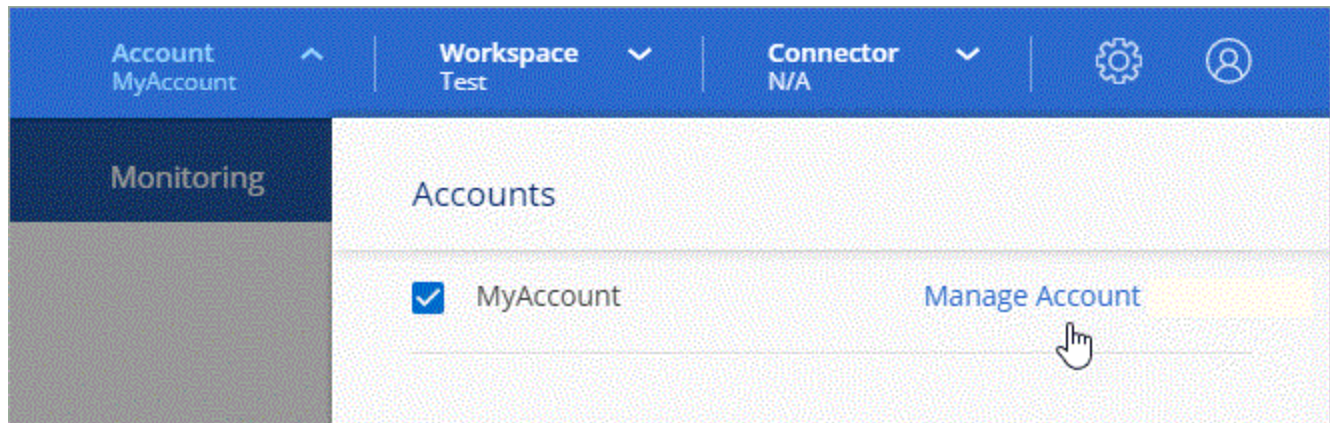 Account
MyAccount
Workspace
Test
Connector
N/A
Monitoring
Accounts
MyAccount
Manage Account